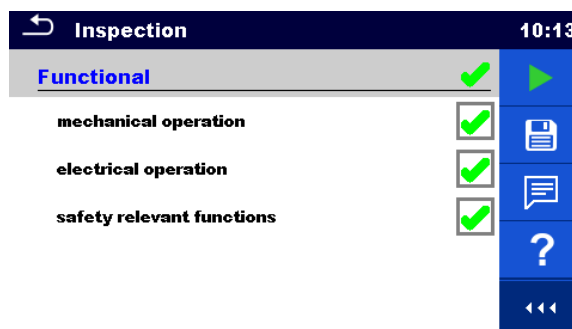 Inspection
10:13
Functional
mechanical operation
electrical operation
safety relevant functions
?